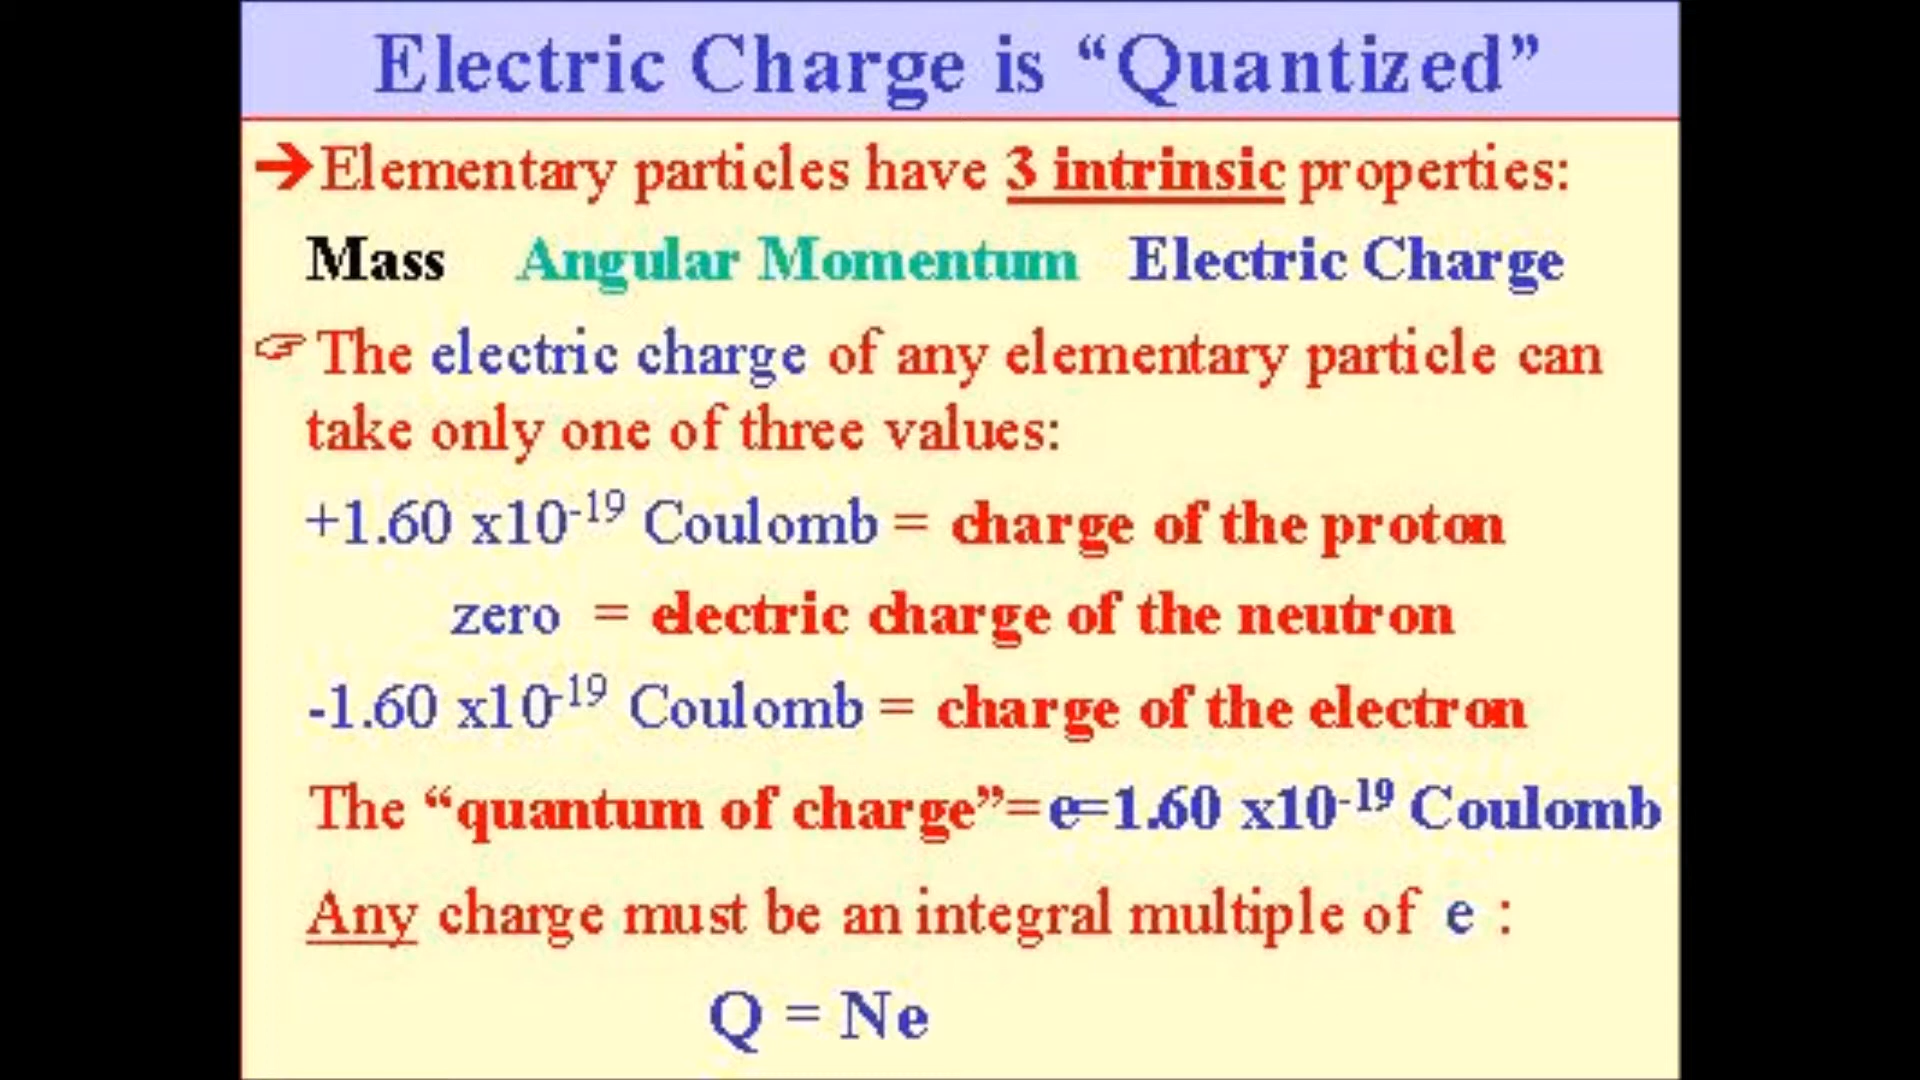 Electric Charge is “Quantized”
➔Elementary particles have 3 intrinsic properties:
Mass Angular Momentum Electric Charge
☞The electric charge of any elementary particle can
take only one of three values:
+1.60 x10⁻¹⁹ Coulomb = charge of the proton
zero = electric charge of the neutron
-1.60 x10⁻¹⁹ Coulomb = charge of the electron
The “quantum of charge”=e=1.60 x10⁻¹⁹ Coulomb
Any charge must be an integral multiple of e :
Q = Ne